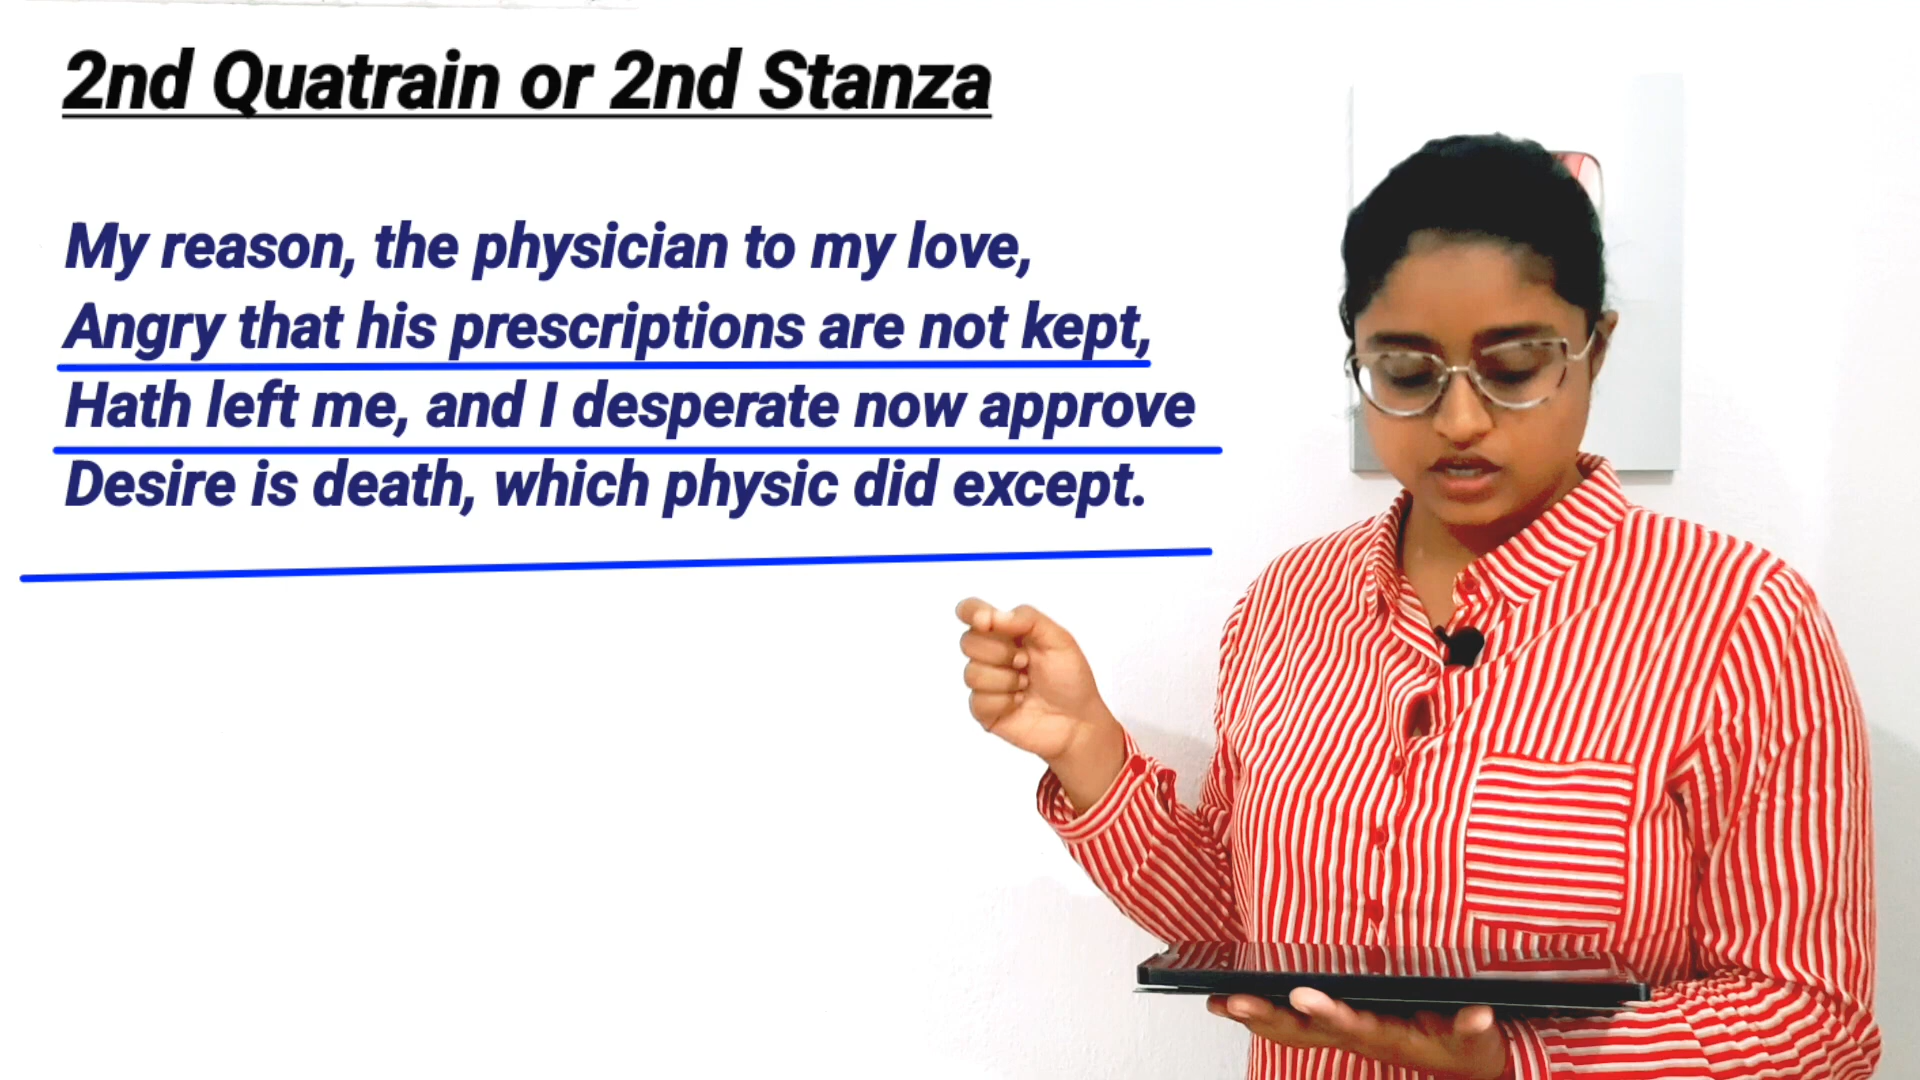 2nd Quatrain or 2nd Stanza
My reason, the physician to my love,
Angry that his prescriptions are not kept,
Hath left me, and I desperate now approve
Desire is death, which physic did except.